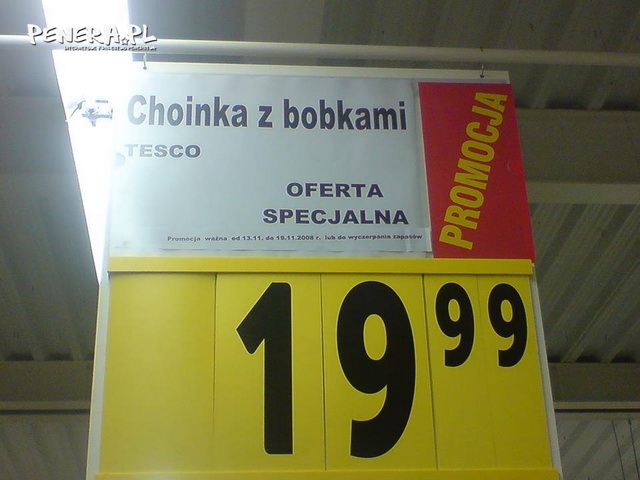 PENERA.PL
Choinka z bobkami
TESCO
PROMOCJA
OFERTA
SPECJALNA
Promocja ważna od 13.11. do 19.11.2008 r. lub do wyczerpania zapasów
19 99